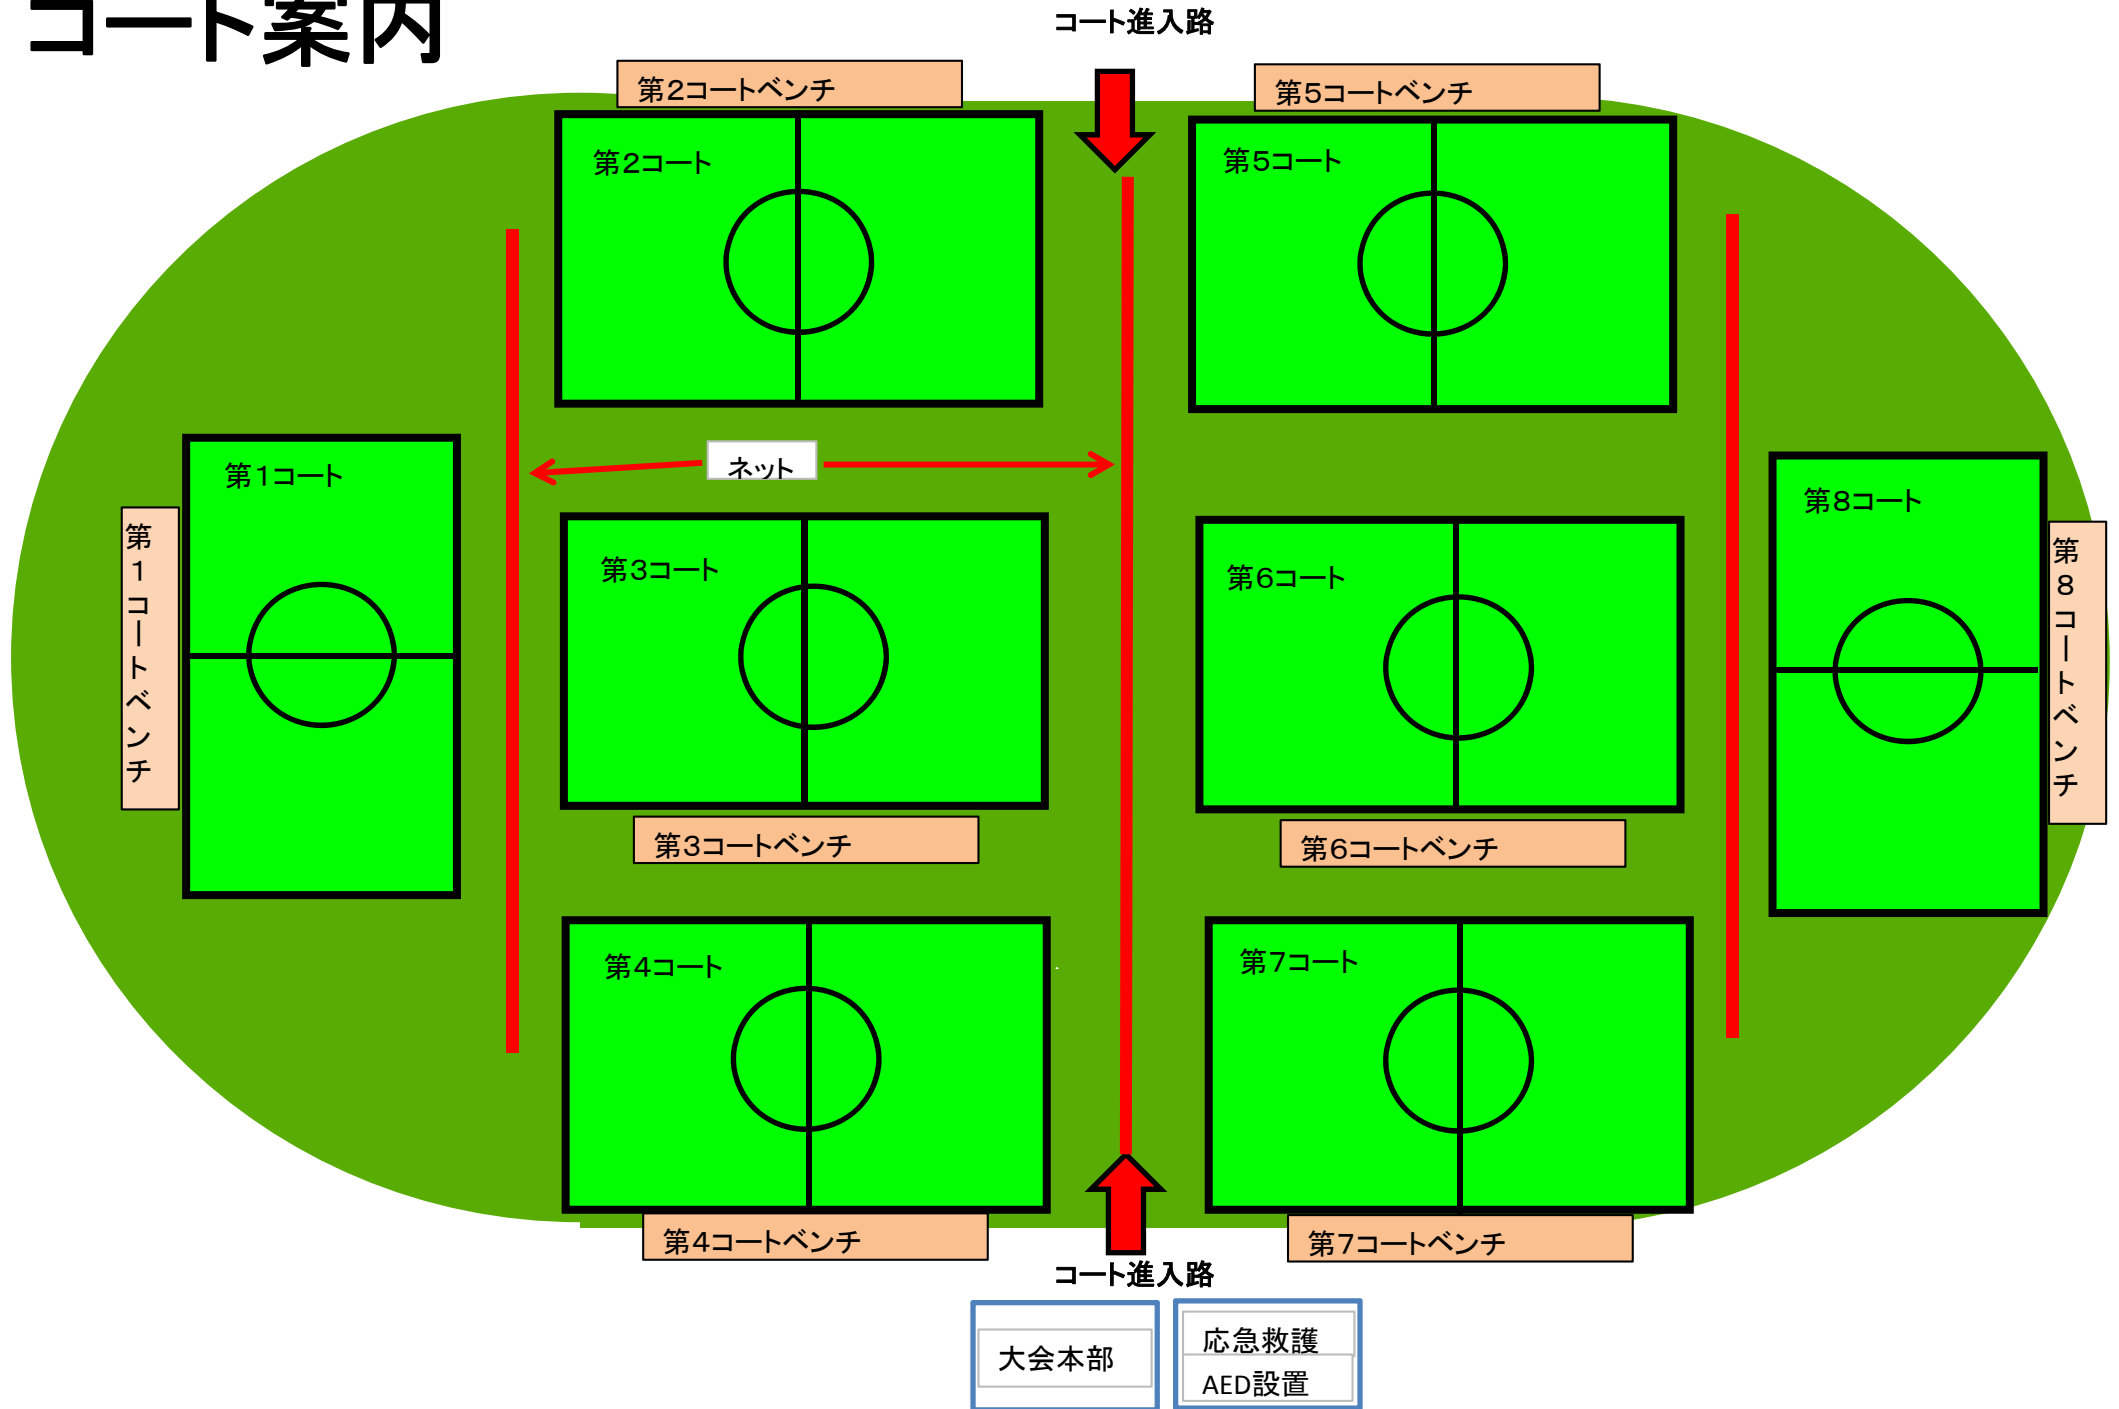 コート案内
コート進入路
第2コートベンチ
第5コートベンチ
第2コート
第5コート
ネット
第1コート
第8コート
第1コートベンチ
第3コート
第6コート
第8コートベンチ
第3コートベンチ
第6コートベンチ
第4コート
第7コート
第4コートベンチ
第7コートベンチ
コート進入路
大会本部
応急救護
AED設置